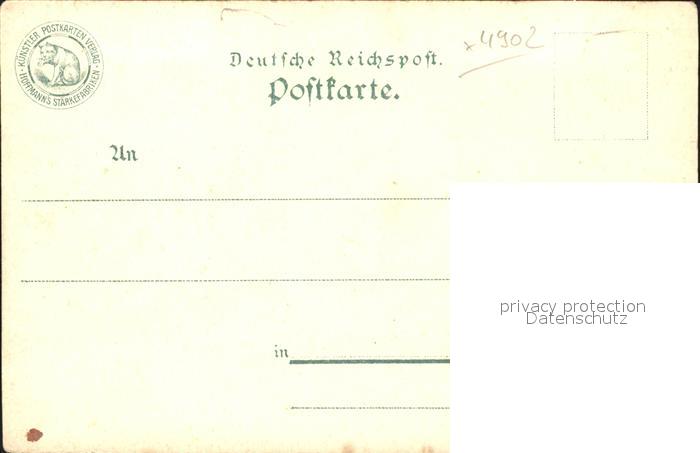 · KÜNSTLER POSTKARTEN VERLAG ·
HOFFMANN'S STÄRKEFABRIKEN
x 4902
Deutsche Reichspost.
Postkarte.
An
in
privacy protection
Datenschutz